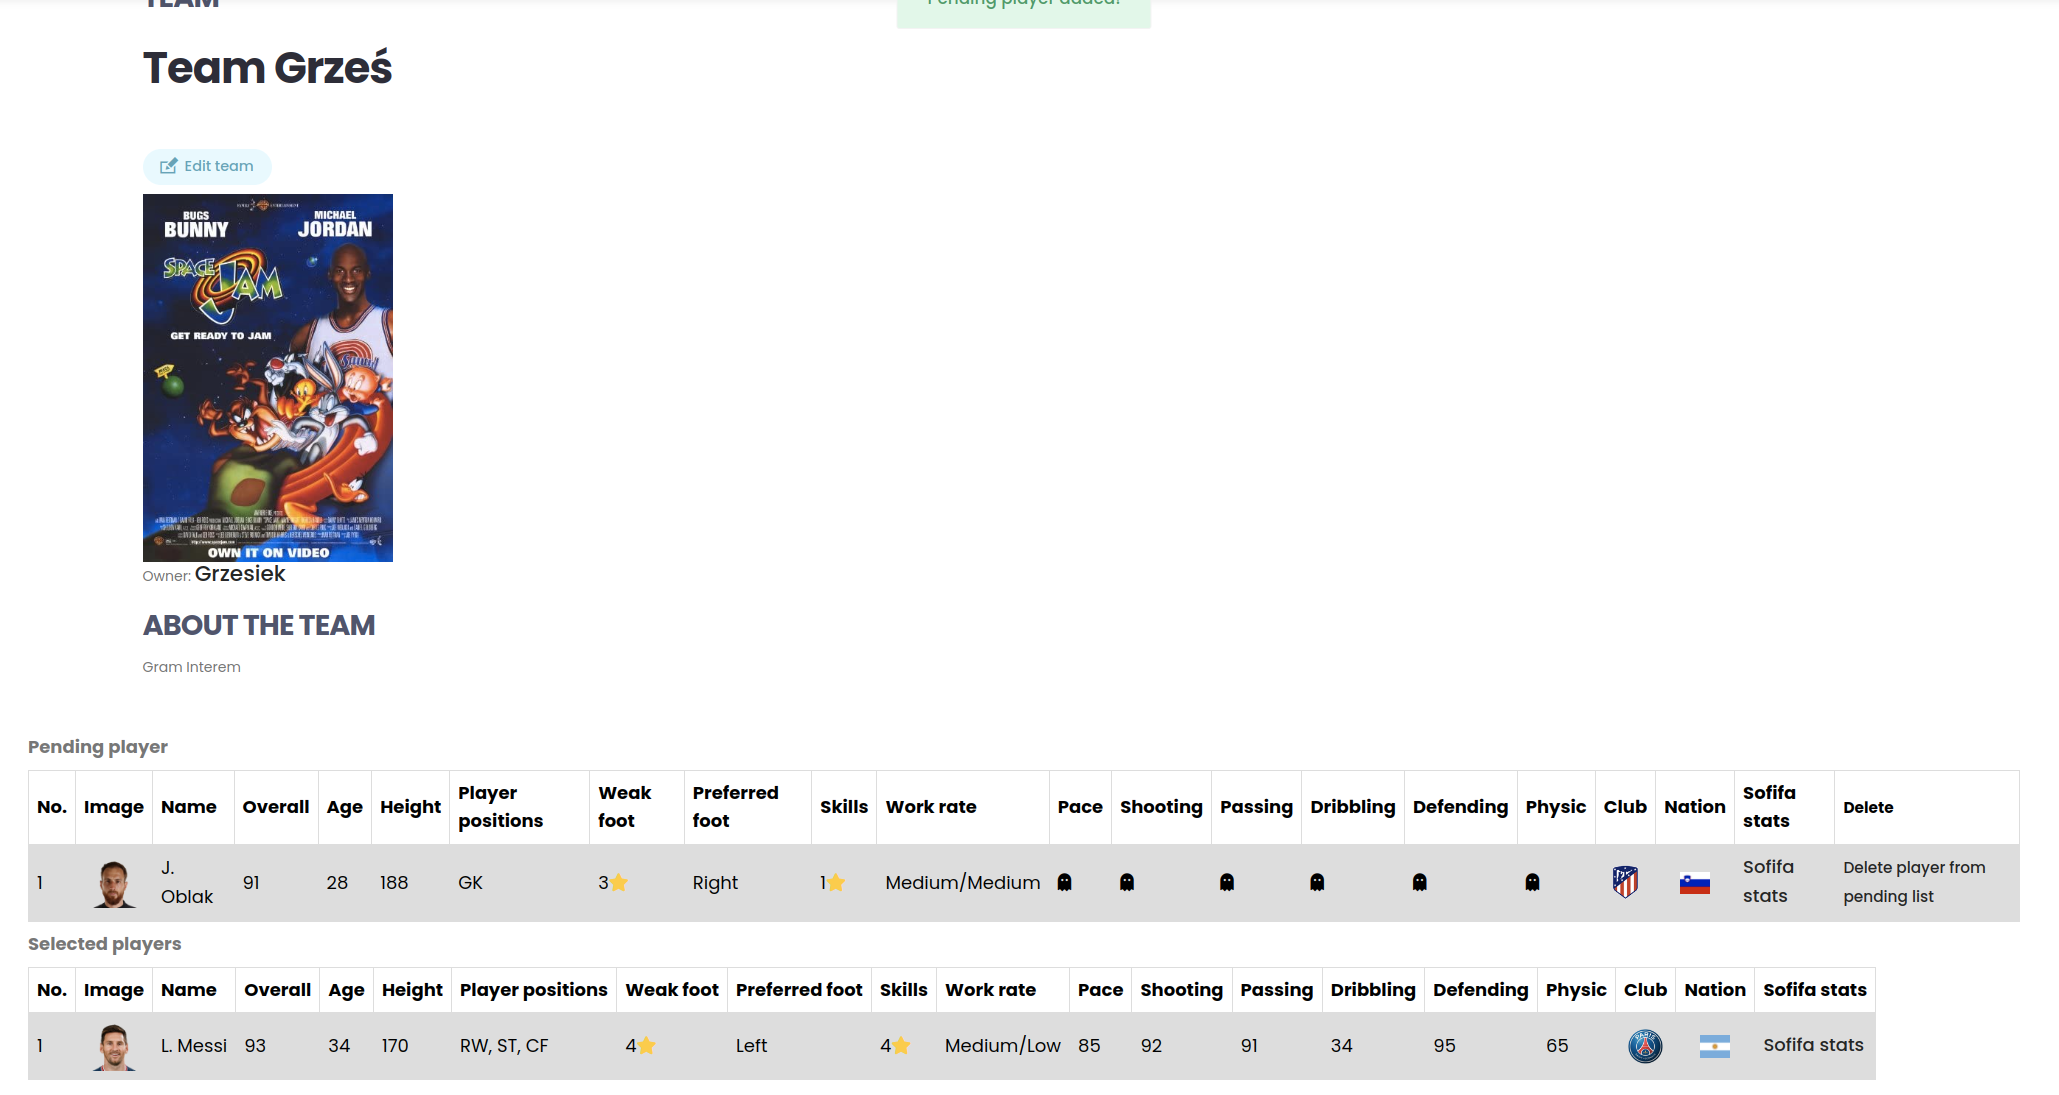 TEAM
Pending player added!
Team Grześ
Edit team
BUGS
BUNNY
MICHAEL
JORDAN
SPACE
JAM
GET READY TO JAM
OWN IT ON VIDEO
Owner: Grzesiek
ABOUT THE TEAM
Gram Interem
Pending player
No. Image Name Overall Age Height Player positions Weak foot Preferred foot Skills Work rate Pace Shooting Passing Dribbling Defending Physic Club Nation Sofifa stats Delete
1 J. Oblak 91 28 188 GK 3 Right 1 Medium/Medium Sofifa stats Delete player from pending list
Selected players
No. Image Name Overall Age Height Player positions Weak foot Preferred foot Skills Work rate Pace Shooting Passing Dribbling Defending Physic Club Nation Sofifa stats
1 L. Messi 93 34 170 RW, ST, CF 4 Left 4 Medium/Low 85 92 91 34 95 65 Sofifa stats